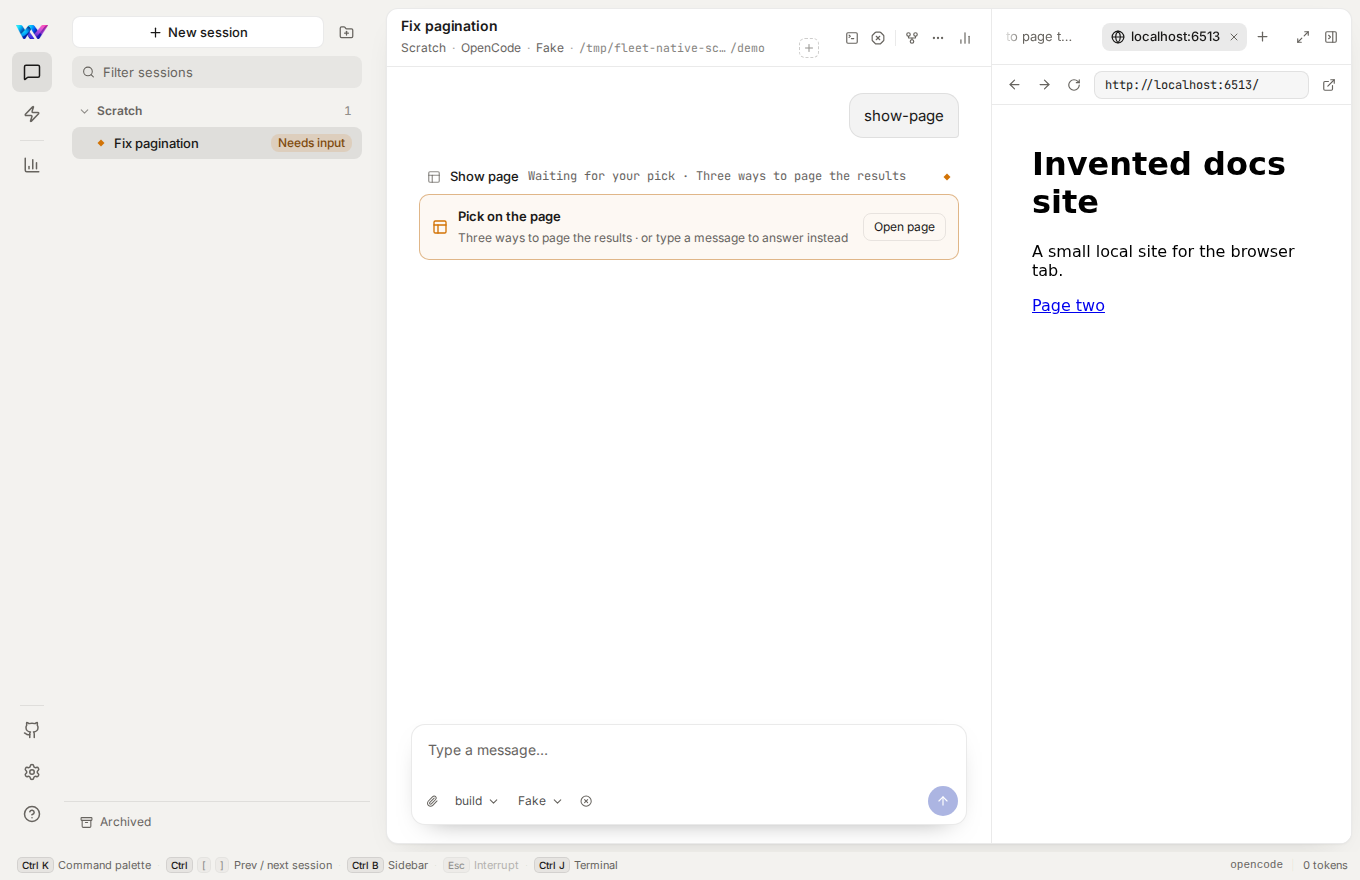 New session
Filter sessions
Scratch 1
Fix pagination Needs input
Archived
Fix pagination
Scratch · OpenCode · Fake · /tmp/fleet-native-sc… /demo
show-page
Show page Waiting for your pick · Three ways to page the results
Pick on the page
Three ways to page the results · or type a message to answer instead
Open page
Type a message...
build Fake
to page t... localhost:6513
http://localhost:6513/
Invented docs
site
A small local site for the browser
tab.
Page two
Ctrl K Command palette Ctrl [ ] Prev / next session Ctrl B Sidebar Esc Interrupt Ctrl J Terminal opencode 0 tokens